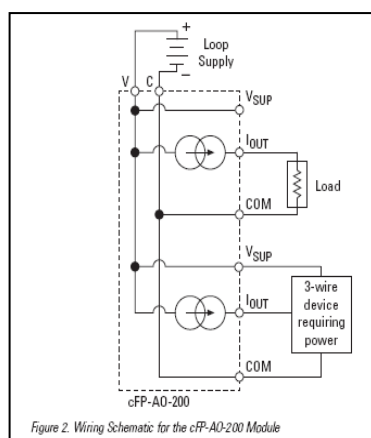 +
Loop
Supply
−
V C
VSUP
IOUT
Load
COM
VSUP
3-wire
device
requiring
power
IOUT
COM
cFP-AO-200
Figure 2. Wiring Schematic for the cFP-AO-200 Module